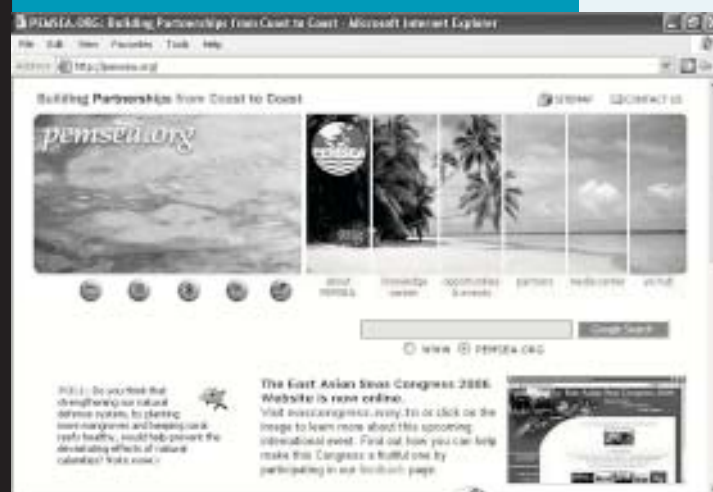 PEMSEA.ORG: Building Partnerships from Coast to Coast - Microsoft Internet Explorer
File Edit View Favorites Tools Help
Address http://pemsea.org/
Building Partnerships from Coast to Coast
SITEMAP CONTACT US
pemsea.org
PEMSEA
about PEMSEA
knowledge center
opportunities & events
partners
media center
Google Search
WWW PEMSEA.ORG
POLL: Do you think that
strengthening our natural
defense system, by planting
more mangroves and keeping coral
reefs healthy, would help prevent the
devastating effects of natural
calamities? Vote now.
The East Asian Seas Congress 2006
Website is now online.
Visit or click on the
image to learn more about this upcoming
international event. Find out how you can help
make this Congress a fruitful one by
participating in our feedback page.